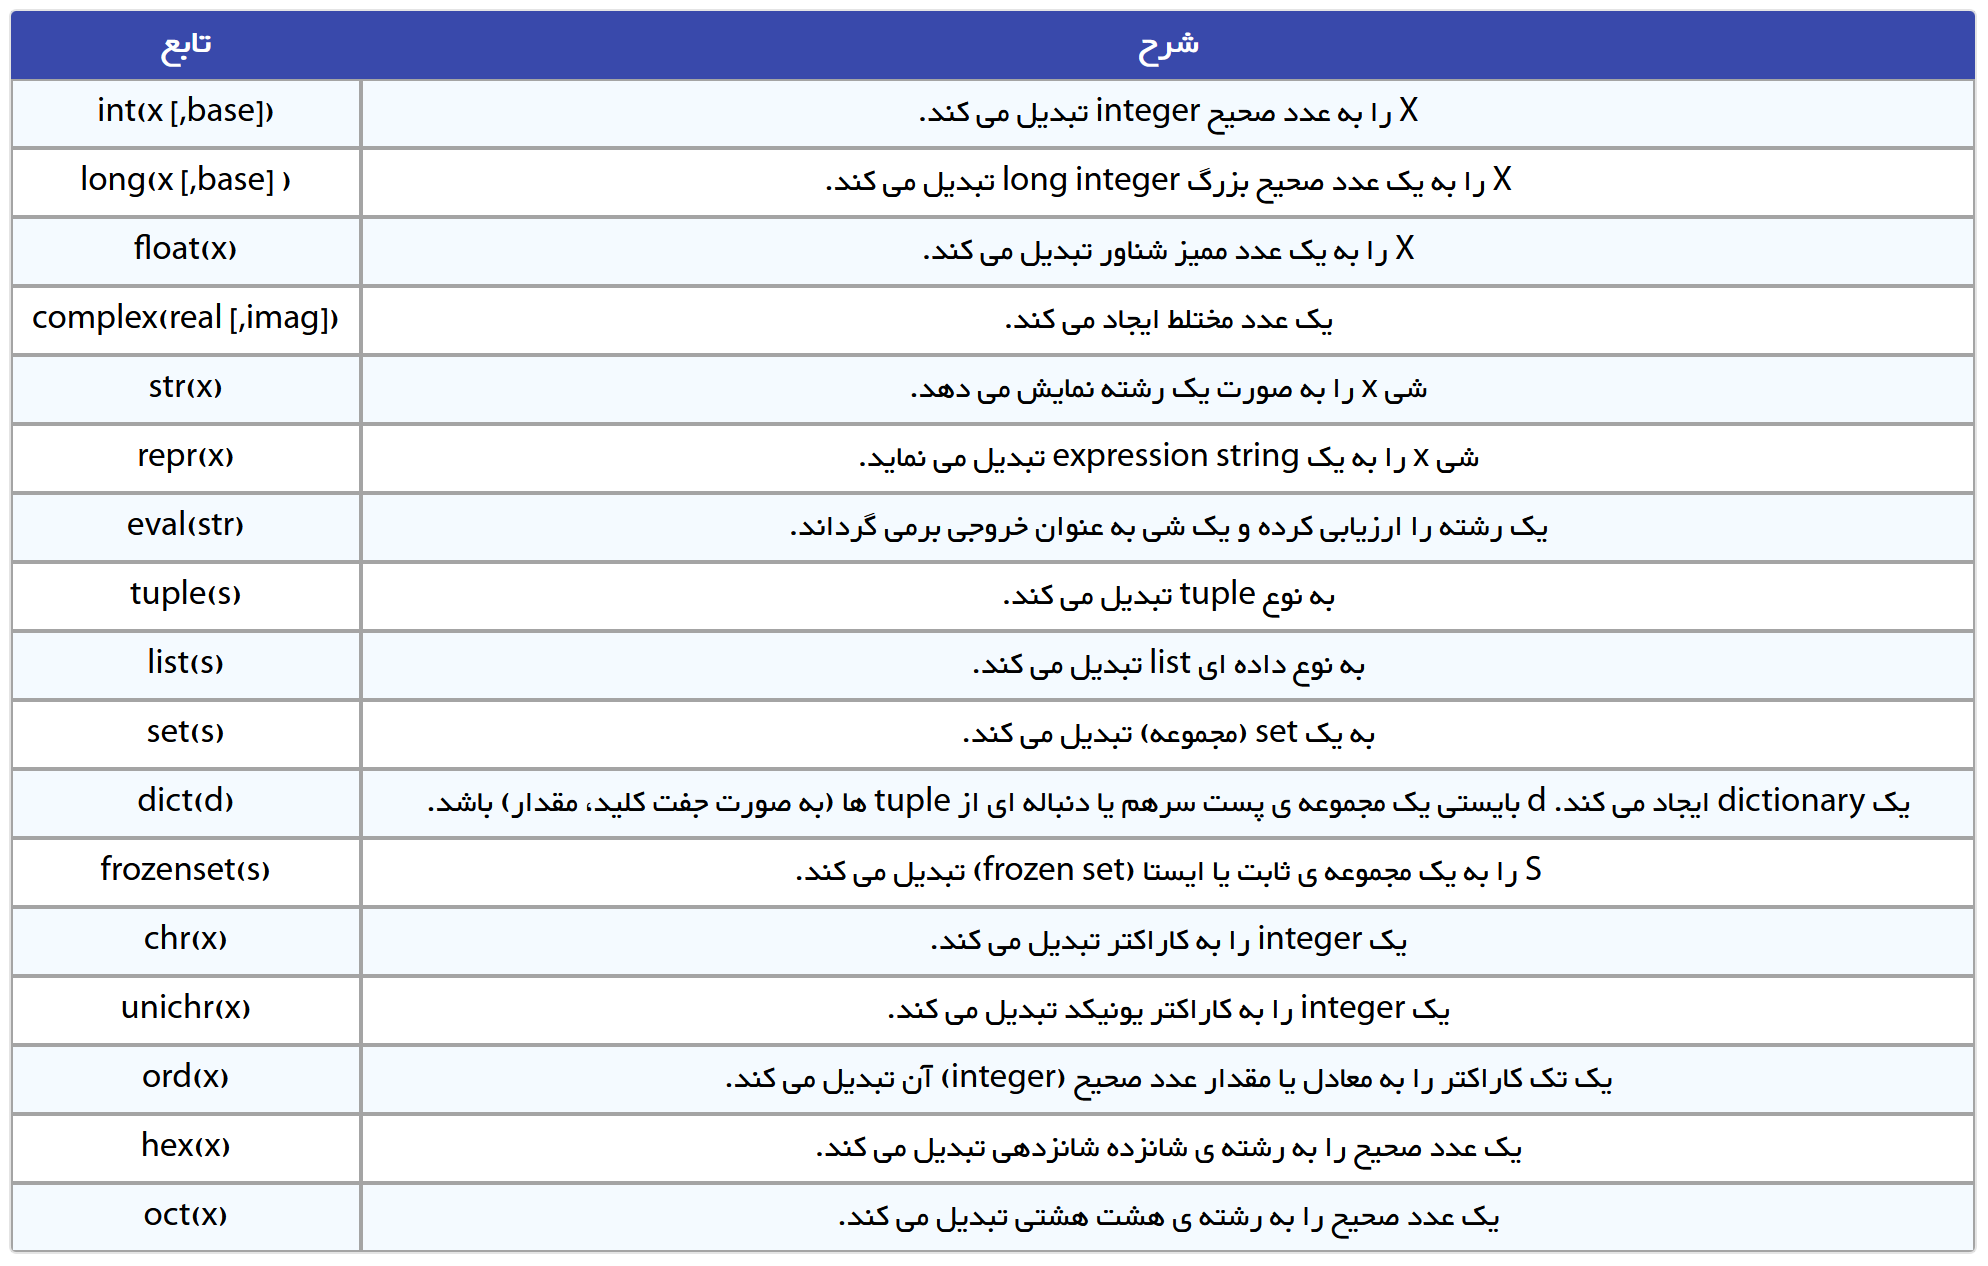 شرح تابع
X را به عدد صحیح integer تبدیل می کند. int(x [,base])
X را به یک عدد صحیح بزرگ long integer تبدیل می کند. long(x [,base] )
X را به یک عدد ممیز شناور تبدیل می کند. float(x)
یک عدد مختلط ایجاد می کند. complex(real [,imag])
شی x را به صورت یک رشته نمایش می دهد. str(x)
شی x را به یک expression string تبدیل می نماید. repr(x)
یک رشته را ارزیابی کرده و یک شی به عنوان خروجی برمی گرداند. eval(str)
به نوع tuple تبدیل می کند. tuple(s)
به نوع داده ای list تبدیل می کند. list(s)
به یک set (مجموعه) تبدیل می کند. set(s)
یک dictionary ایجاد می کند. d بایستی یک مجموعه ی پست سرهم یا دنباله ای از tuple ها (به صورت جفت کلید، مقدار) باشد. dict(d)
S را به یک مجموعه ی ثابت یا ایستا (frozen set) تبدیل می کند. frozenset(s)
یک integer را به کاراکتر تبدیل می کند. chr(x)
یک integer را به کاراکتر یونیکد تبدیل می کند. unichr(x)
یک تک کاراکتر را به معادل یا مقدار عدد صحیح (integer) آن تبدیل می کند. ord(x)
یک عدد صحیح را به رشته ی شانزده شانزدهی تبدیل می کند. hex(x)
یک عدد صحیح را به رشته ی هشت هشتی تبدیل می کند. oct(x)